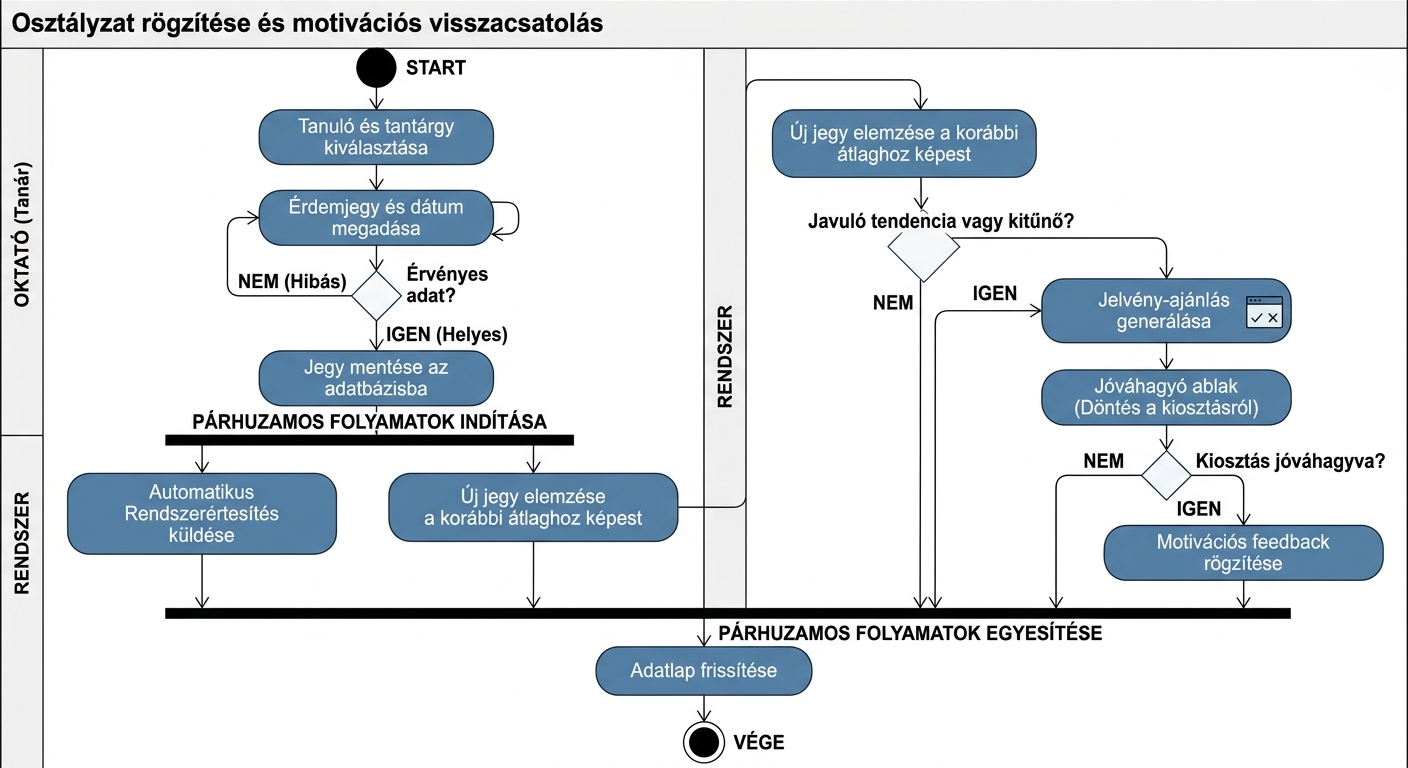 Osztályzat rögzítése és motivációs visszacsatolás
OKTATÓ (Tanár)
START
Tanuló és tantárgy
kiválasztása
Érdemjegy és dátum
megadása
NEM (Hibás)
Érvényes
adat?
IGEN (Helyes)
Jegy mentése az
adatbázisba
PÁRHUZAMOS FOLYAMATOK INDÍTÁSA
RENDSZER
Automatikus
Rendszerértesítés
küldése
Új jegy elemzése
a korábbi átlaghoz képest
RENDSZER
Új jegy elemzése a korábbi
átlaghoz képest
Javuló tendencia vagy kitűnő?
NEM
IGEN
Jelvény-ajánlás
generálása
Jóváhagyó ablak
(Döntés a kiosztásról)
NEM
Kiosztás jóváhagyva?
IGEN
Motivációs feedback
rögzítése
PÁRHUZAMOS FOLYAMATOK EGYESÍTÉSE
Adatlap frissítése
VÉGE